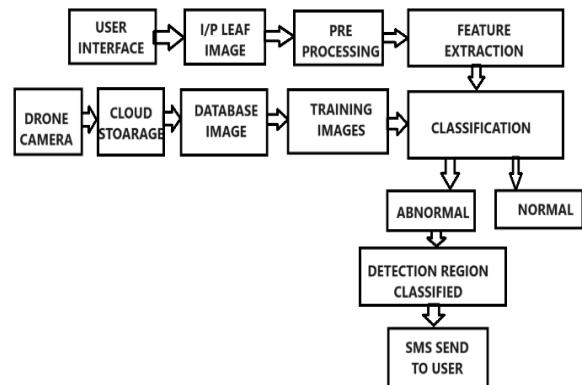 USER
INTERFACE
I/P LEAF
IMAGE
PRE
PROCESSING
FEATURE
EXTRACTION
DRONE
CAMERA
CLOUD
STOARAGE
DATABASE
IMAGE
TRAINING
IMAGES
CLASSIFICATION
ABNORMAL
NORMAL
DETECTION REGION
CLASSIFIED
SMS SEND
TO USER